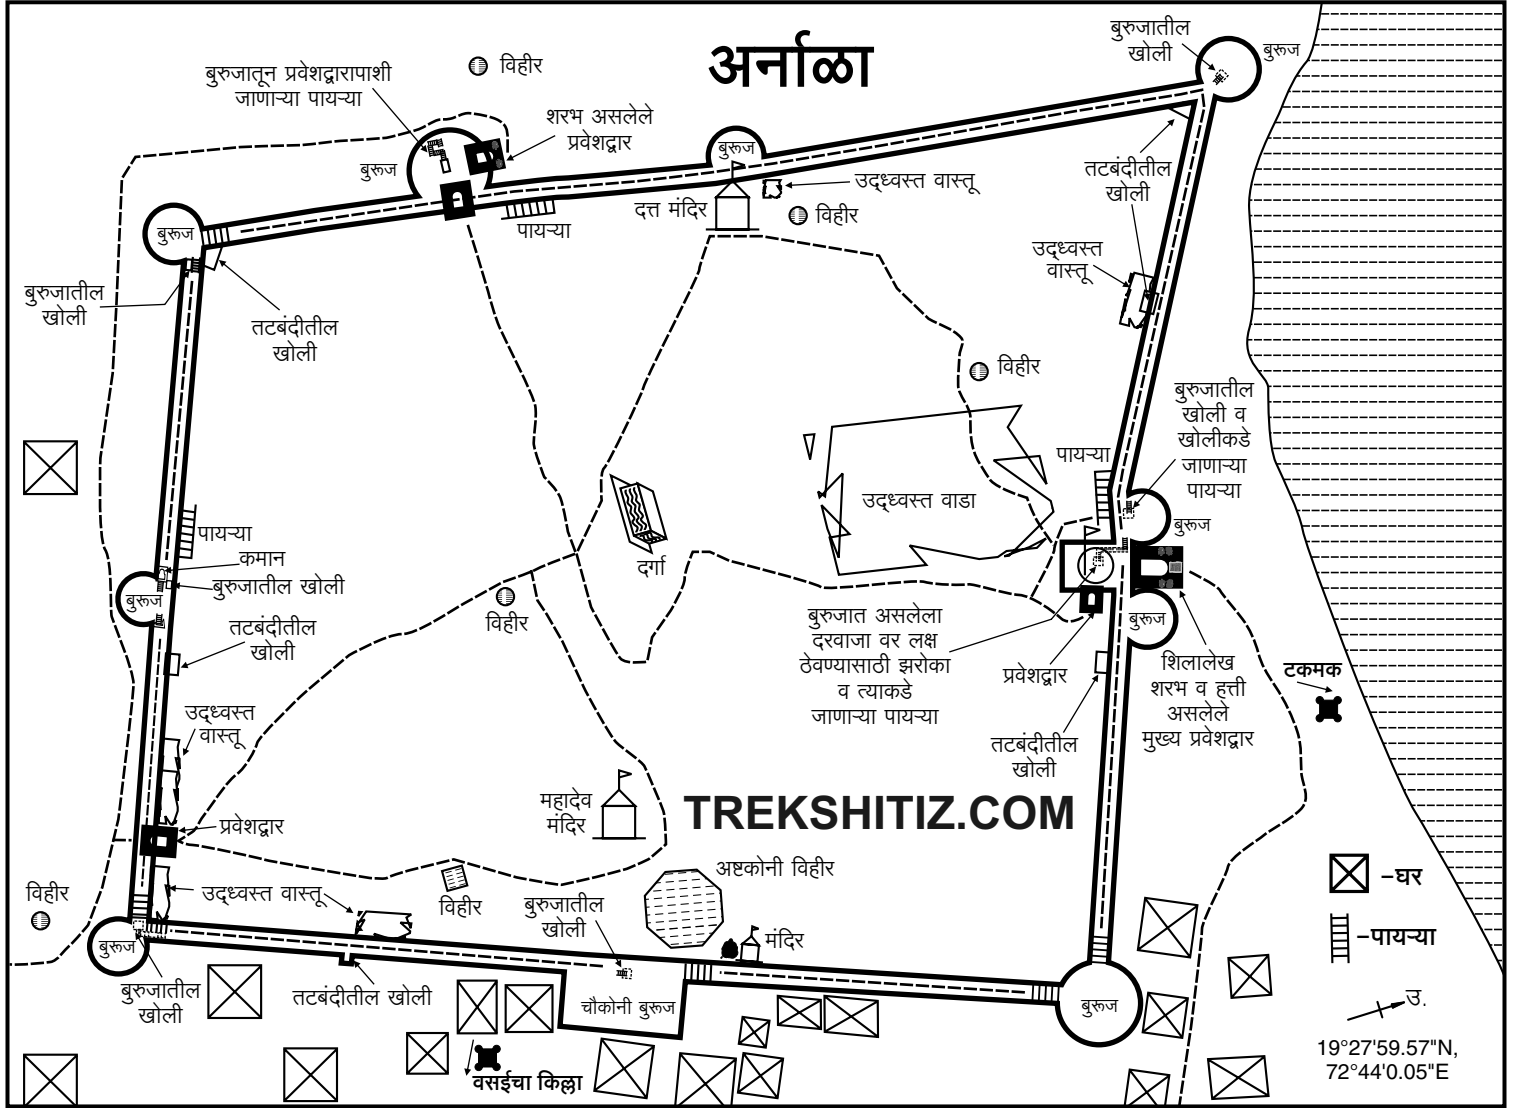 अर्नाळा
बुरुजातील
खोली
बुरूज
विहीर
बुरुजातून प्रवेशद्वारापाशी
जाणाऱ्या पायऱ्या
शरभ असलेले
प्रवेशद्वार
बुरूज
बुरूज
उद्ध्वस्त वास्तू
तटबंदीतील
खोली
दत्त मंदिर
विहीर
पायऱ्या
बुरूज
उद्ध्वस्त
वास्तू
बुरुजातील
खोली
तटबंदीतील
खोली
विहीर
बुरुजातील
खोली व
खोलीकडे
जाणाऱ्या
पायऱ्या
पायऱ्या
उद्ध्वस्त वाडा
बुरूज
पायऱ्या
कमान
बुरुजातील खोली
बुरूज
दर्गा
विहीर
तटबंदीतील
खोली
बुरुजात असलेला
दरवाजा वर लक्ष
ठेवण्यासाठी झरोका
व त्याकडे
जाणाऱ्या पायऱ्या
बुरूज
प्रवेशद्वार
शिलालेख
शरभ व हत्ती
असलेले
मुख्य प्रवेशद्वार
टकमक
उद्ध्वस्त
वास्तू
तटबंदीतील
खोली
महादेव
मंदिर
TREKSHITIZ.COM
प्रवेशद्वार
अष्टकोनी विहीर
-घर
विहीर
उद्ध्वस्त वास्तू
विहीर
बुरुजातील
खोली
मंदिर
-पायऱ्या
बुरूज
बुरुजातील
खोली
तटबंदीतील खोली
चौकोनी बुरूज
बुरूज
उ.
19°27'59.57"N,
72°44'0.05"E
वसईचा किल्ला